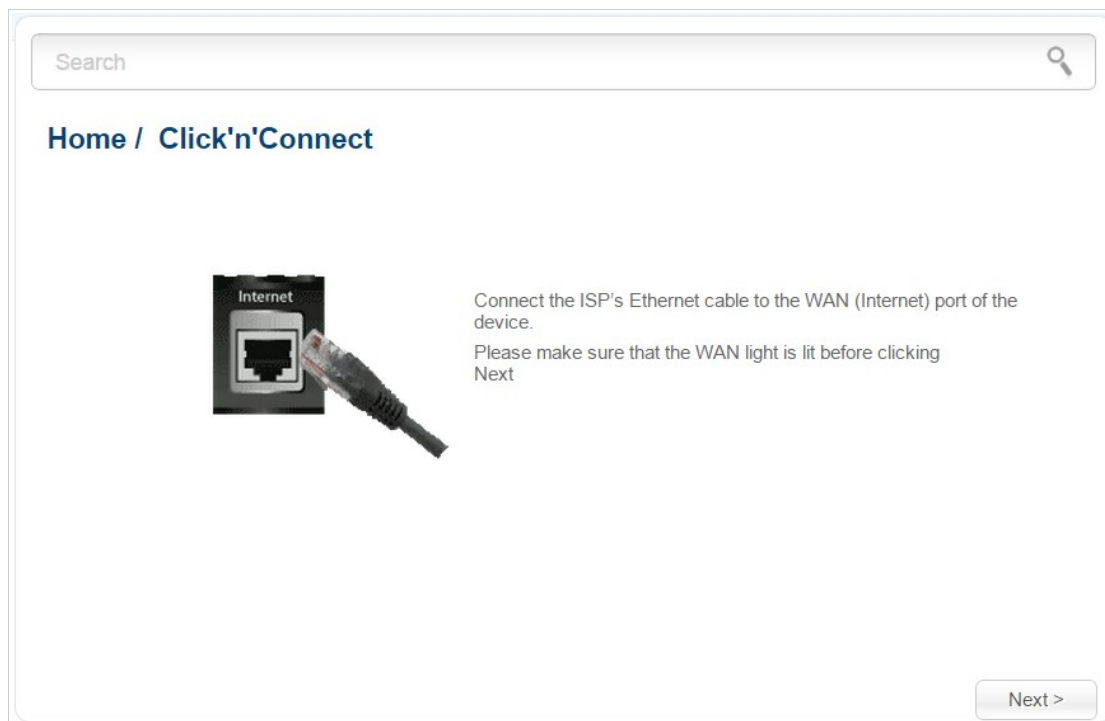 Search
Home / Click'n'Connect
Internet
Connect the ISP's Ethernet cable to the WAN (Internet) port of the
device.
Please make sure that the WAN light is lit before clicking
Next
Next >